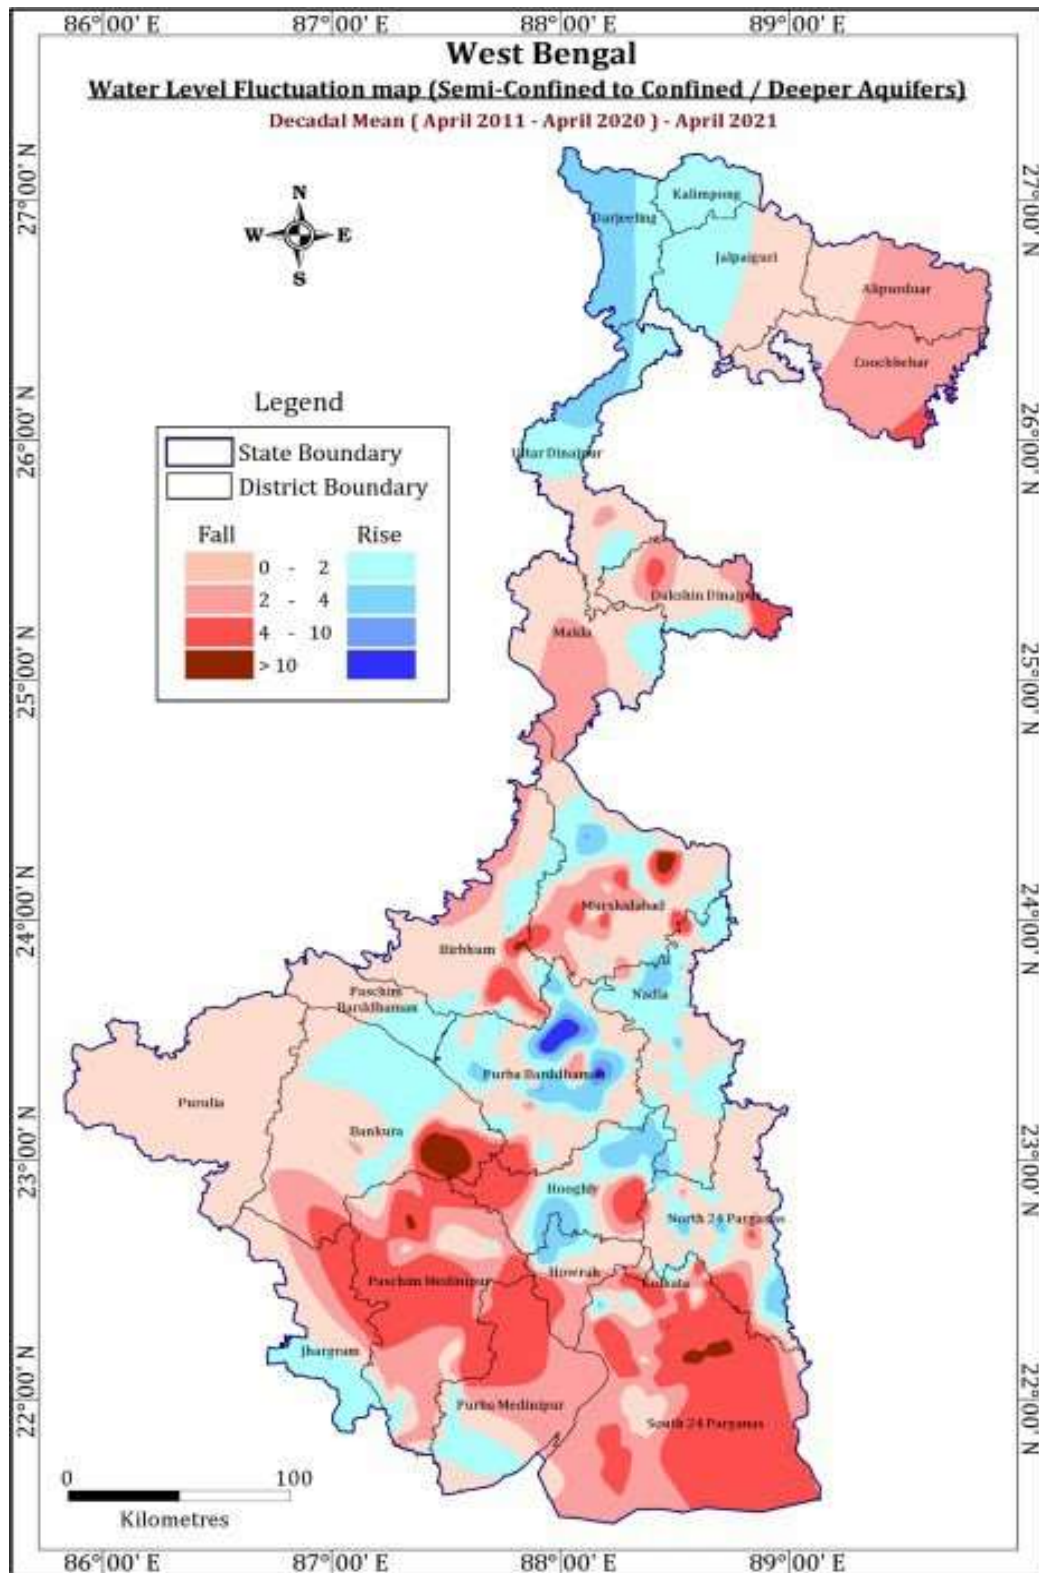 86°00' E 87°00' E 88°00' E 89°00' E
West Bengal
Water Level Fluctuation map (Semi-Confined to Confined / Deeper Aquifers)
Decadal Mean ( April 2011 - April 2020 ) - April 2021
27°00' N
27°00' N
N
W E
S
Kalimpong
Darjeeling
Jalpaiguri
Alipurduar
Coochbehar
26°00' N
26°00' N
Legend
State Boundary
District Boundary
Fall Rise
0 - 2
2 - 4
4 - 10
> 10
Uttar Dinajpur
Dakshin Dinajpur
Malda
25°00' N
25°00' N
24°00' N
24°00' N
Murshidabad
Birbhum
Paschim
Barddhaman
Nadia
Purba Barddhaman
Purulia
Bankura
23°00' N
23°00' N
Hooghly
North 24 Parganas
Howrah
Kolkata
Paschim Medinipur
Jhargram
22°00' N
22°00' N
Purba Medinipur
South 24 Parganas
0 100
Kilometres
86°00' E 87°00' E 88°00' E 89°00' E